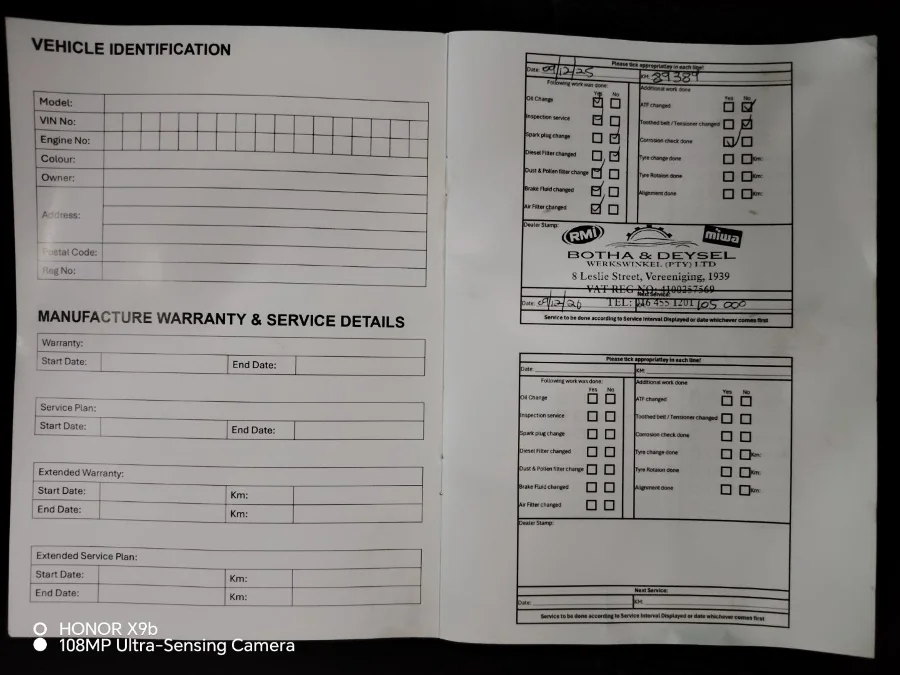 VEHICLE IDENTIFICATION
Model:
VIN No:
Engine No:
Colour:
Owner:
Address:
Postal Code:
Reg No:
MANUFACTURE WARRANTY & SERVICE DETAILS
Warranty:
Start Date: End Date:
Service Plan:
Start Date: End Date:
Extended Warranty:
Start Date: Km:
End Date: Km:
Extended Service Plan:
Start Date: Km:
End Date: Km:
Please tick appropriatley in each line!
Date: 09/12/25 KM: 89389
Following work was done: Additional work done
Yes No Yes No
Oil Change ATF changed
Inspection service Toothed belt / Tensioner changed
Spark plug change Corrosion check done
Diesel Filter changed Tyre change done Km:
Dust & Pollen filter change Tyre Rotaion done Km:
Brake Fluid changed Alignment done Km:
Air Filter changed
Dealer Stamp:
RMI miwa
BOTHA & DEYSEL
WERKSWINKEL (PTY) LTD
8 Leslie Street, Vereeniging, 1939
VAT REG NO: 4100257569
Next Service:
Date: 09/12/26 TEL: 016 455 1201 105 000
Service to be done according to Service Interval Displayed or date whichever comes first
Please tick appropriatley in each line!
Date: KM:
Following work was done: Additional work done
Yes No Yes No
Oil Change ATF changed
Inspection service Toothed belt / Tensioner changed
Spark plug change Corrosion check done
Diesel Filter changed Tyre change done Km:
Dust & Pollen filter change Tyre Rotaion done Km:
Brake Fluid changed Alignment done Km:
Air Filter changed
Dealer Stamp:
Next Service:
Date: KM:
Service to be done according to Service Interval Displayed or date whichever comes first
HONOR X9b
108MP Ultra-Sensing Camera